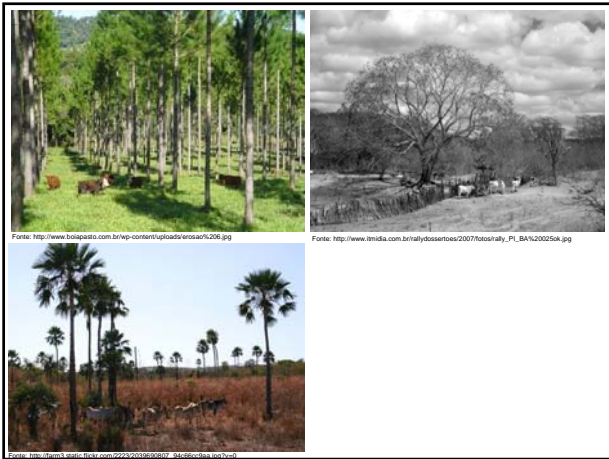 Fonte: http://www.boiapasto.com.br/wp-content/uploads/erosao%206.jpg
Fonte: http://www.itmidia.com.br/rallydossertoes/2007/fotos/rally_PI_BA%20025ok.jpg
Fonte: http://farm3.static.flickr.com/2223/2039690807_94c66cc9aa.jpg?v=0